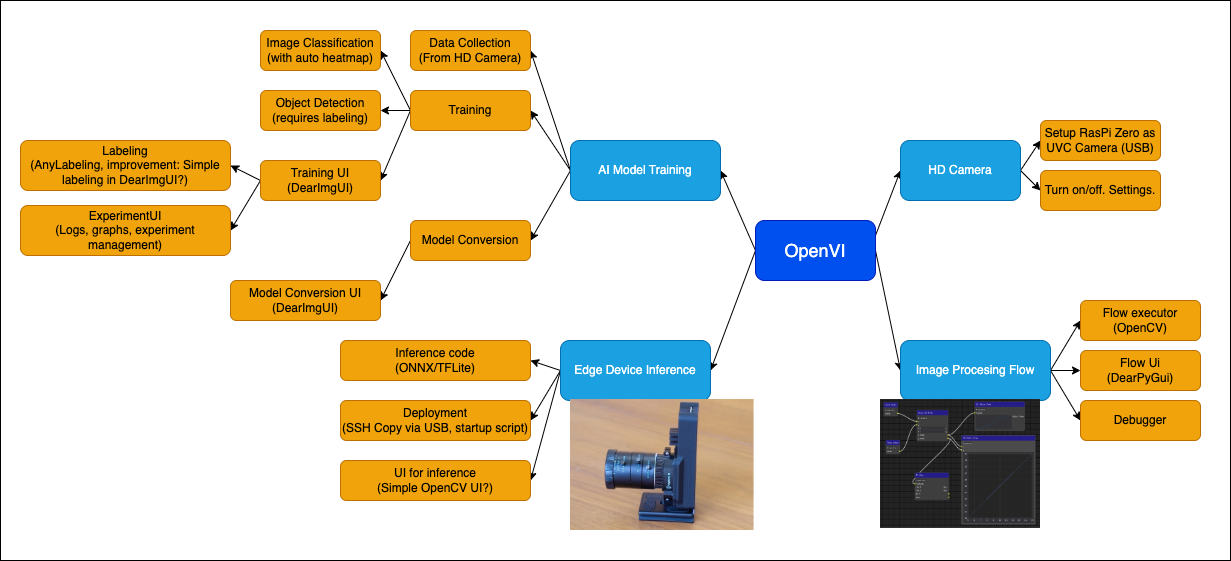 Image Classification
(with auto heatmap)
Data Collection
(From HD Camera)
Object Detection
(requires labeling)
Training
Labeling
(AnyLabeling, improvement: Simple
labeling in DearImgUI?)
Training UI
(DearImgUI)
ExperimentUI
(Logs, graphs, experiment
management)
AI Model Training
Model Conversion
Model Conversion UI
(DearImgUI)
OpenVI
HD Camera
Setup RasPi Zero as
UVC Camera (USB)
Turn on/off. Settings.
Inference code
(ONNX/TFLite)
Edge Device Inference
Deployment
(SSH Copy via USB, startup script)
UI for inference
(Simple OpenCV UI?)
Image Procesing Flow
Flow executor
(OpenCV)
Flow Ui
(DearPyGui)
Debugger